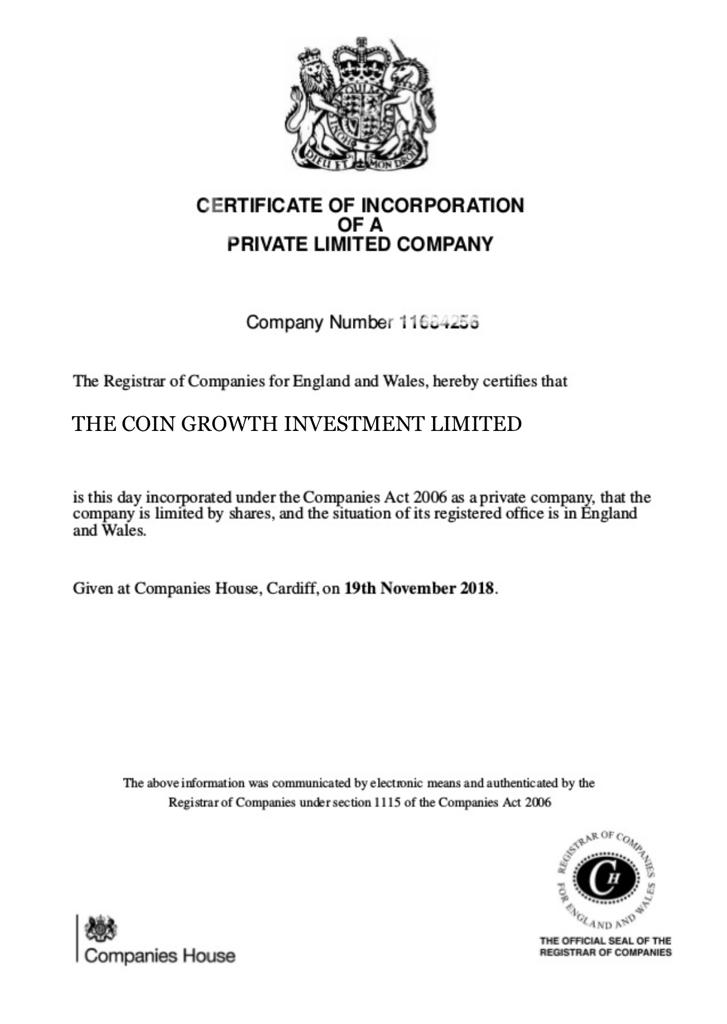 CERTIFICATE OF INCORPORATION
OF A
PRIVATE LIMITED COMPANY
Company Number
The Registrar of Companies for England and Wales, hereby certifies that
THE COIN GROWTH INVESTMENT LIMITED
is this day incorporated under the Companies Act 2006 as a private company, that the
company is limited by shares, and the situation of its registered office is in England
and Wales.
Given at Companies House, Cardiff, on 19th November 2018.
The above information was communicated by electronic means and authenticated by the
Registrar of Companies under section 1115 of the Companies Act 2006
REGISTRAR OF COMPANIES
FOR ENGLAND AND WALES
CH
THE OFFICIAL SEAL OF THE
REGISTRAR OF COMPANIES
Companies House
DIEU ET MON DROIT